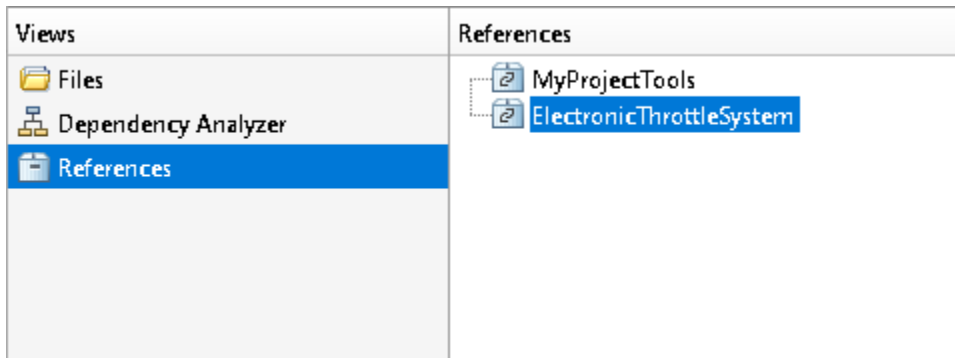 Views
Files
Dependency Analyzer
References
References
MyProjectTools
ElectronicThrottleSystem